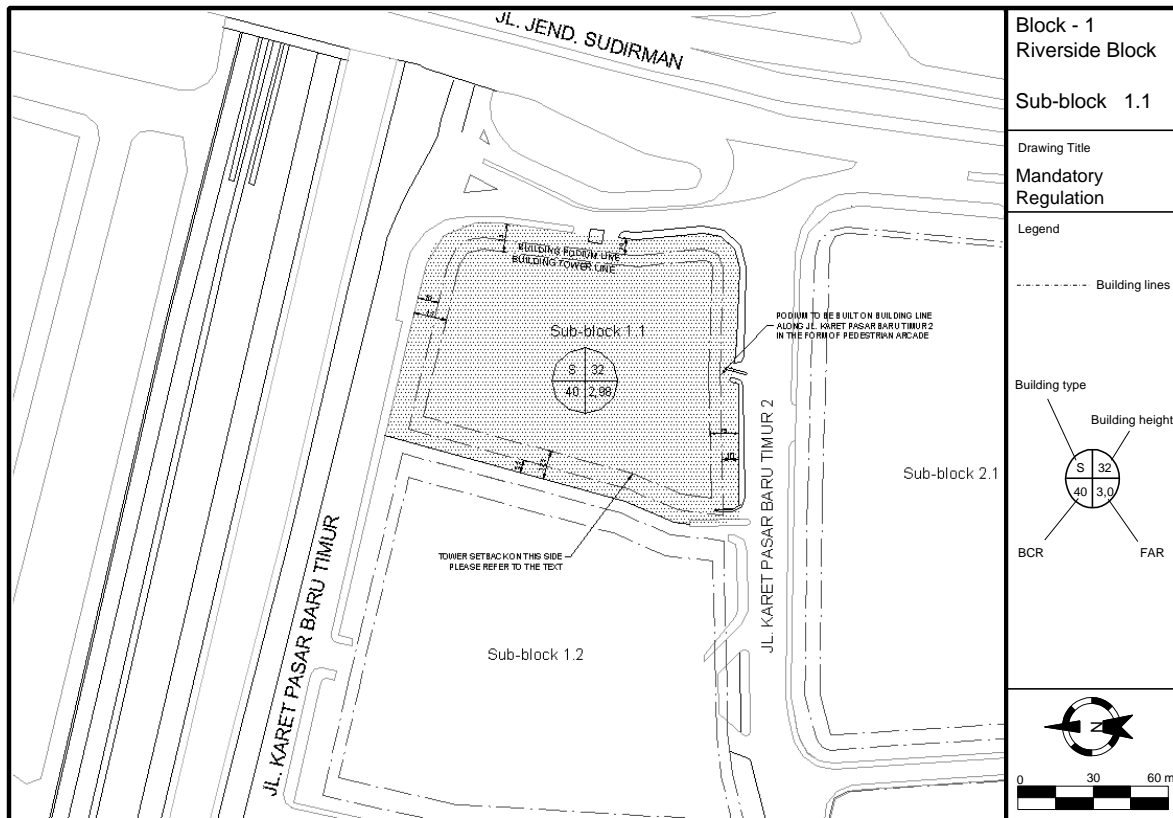 JL. JEND. SUDIRMAN
BUILDING PODIUM LINE
BUILDING TOWER LINE
Sub-block 1.1
S 32
40 2,98
PODIUM TO BE BUILT ON BUILDING LINE
ALONG JL. KARET PASAR BARU TIMUR 2
IN THE FORM OF PEDESTRIAN ARCADE
TOWER SETBACK ON THIS SIDE
PLEASE REFER TO THE TEXT
JL. KARET PASAR BARU TIMUR
JL. KARET PASAR BARU TIMUR 2
Sub-block 2.1
Sub-block 1.2
Block - 1
Riverside Block
Sub-block 1.1
Drawing Title
Mandatory
Regulation
Legend
Building lines
Building type
Building height
S 32
40 3,0
BCR FAR
N
0 30 60 m